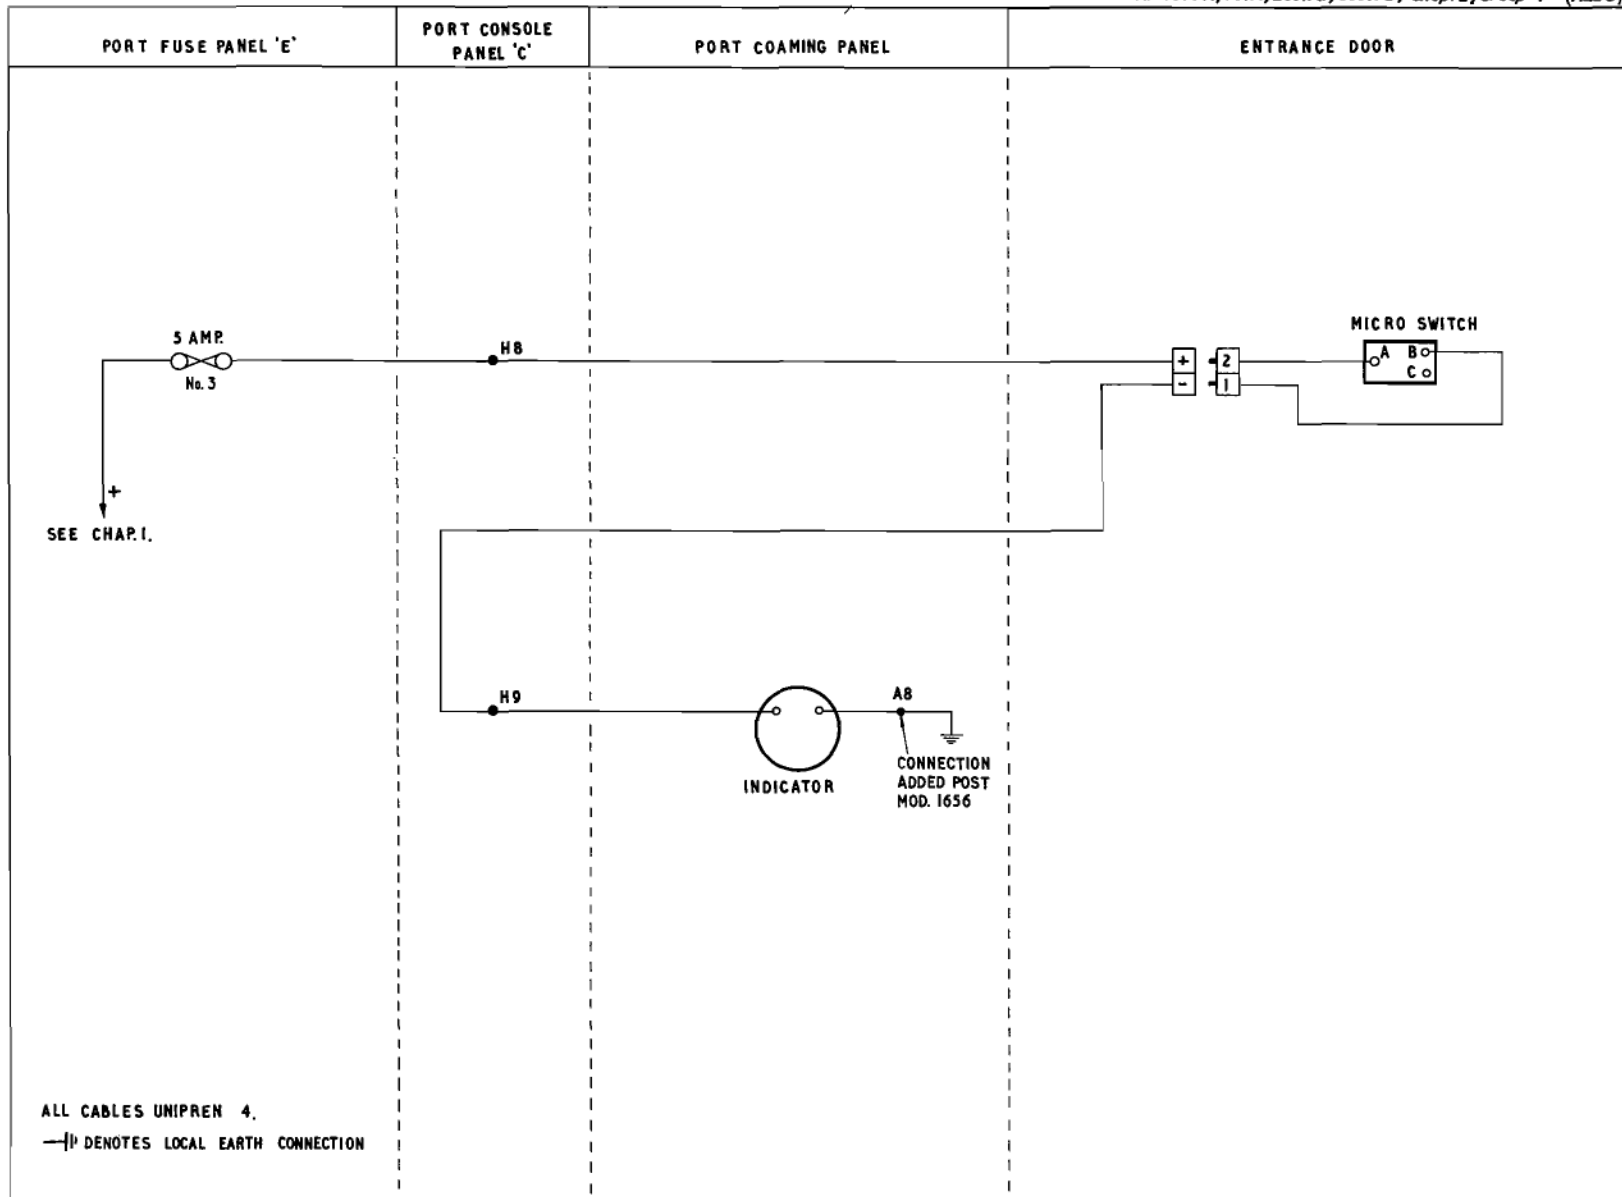 PORT FUSE PANEL 'E'
PORT CONSOLE
PANEL 'C'
PORT COAMING PANEL
ENTRANCE DOOR
5 AMP.
No. 3
H8
+
-
2
1
MICRO SWITCH
A
B
C
+
SEE CHAP. 1.
H9
A8
INDICATOR
CONNECTION
ADDED POST
MOD. 1656
ALL CABLES UNIPREN 4.
DENOTES LOCAL EARTH CONNECTION